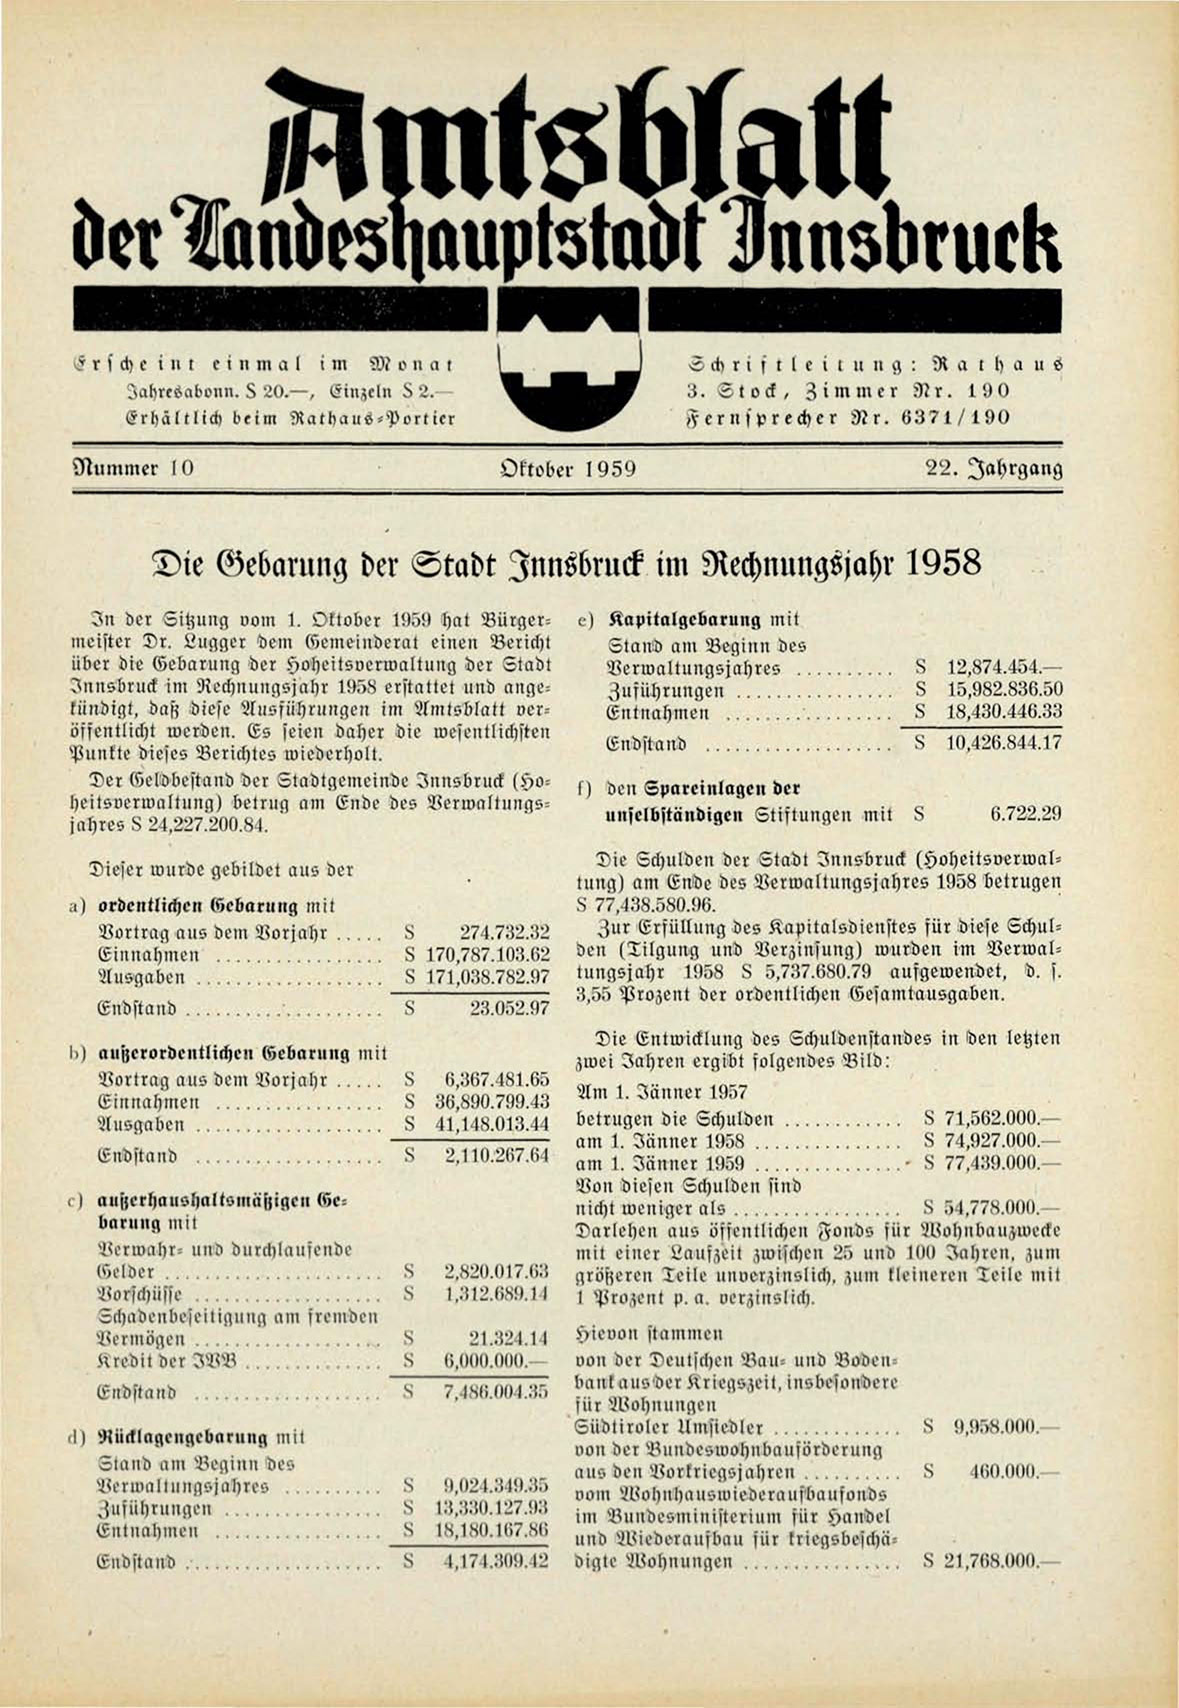 Amtsblatt
der Landeshauptstadt Innsbruck
Erscheint einmal im Monat
Jahresabonn. S 20.—, Einzeln S 2.—
Erhältlich beim Rathaus-Portier
Schriftleitung: Rathaus
3. Stock, Zimmer Nr. 190
Fernsprecher Nr. 6371/190
Nummer 10 Oktober 1959 22. Jahrgang
Die Gebarung der Stadt Innsbruck im Rechnungsjahr 1958
In der Sitzung vom 1. Oktober 1959 hat Bürger-
meister Dr. Lugger dem Gemeinderat einen Bericht
über die Gebarung der Hoheitsverwaltung der Stadt
Innsbruck im Rechnungsjahr 1958 erstattet und ange-
kündigt, daß diese Ausführungen im Amtsblatt ver-
öffentlicht werden. Es seien daher die wesentlichsten
Punkte dieses Berichtes wiederholt.
Der Geldbestand der Stadtgemeinde Innsbruck (Ho-
heitsverwaltung) betrug am Ende des Verwaltungs-
jahres S 24,227.200.84.
Dieser wurde gebildet aus der
a) ordentlichen Gebarung mit
Vortrag aus dem Vorjahr ..... S 274.732.32
Einnahmen ................. S 170,787.103.62
Ausgaben ................... S 171,038.782.97
Endstand .................... S 23.052.97
b) außerordentlichen Gebarung mit
Vortrag aus dem Vorjahr ..... S 6,367.481.65
Einnahmen ................. S 36,890.799.43
Ausgaben ................... S 41,148.013.44
Endstand ................... S 2,110.267.64
c) außerhaushaltsmäßigen Ge-
barung mit
Verwahr- und durchlaufende
Gelder ...................... S 2,820.017.63
Vorschüsse ................... S 1,312.689.14
Schadenbeseitigung am fremden
Vermögen ................... S 21.324.14
Kredit der IVB .............. S 6,000.000.—
Endstand ................... S 7,486.004.35
d) Rücklagengebarung mit
Stand am Beginn des
Verwaltungsjahres .......... S 9,024.349.35
Zuführungen ................ S 13,330.127.93
Entnahmen ................. S 18,180.167.86
Endstand .................... S 4,174.309.42
e) Kapitalgebarung mit
Stand am Beginn des
Verwaltungsjahres .......... S 12,874.454.—
Zuführungen ................ S 15,982.836.50
Entnahmen ................. S 18,430.446.33
Endstand ................... S 10,426.844.17
f) den Spareinlagen der
unselbständigen Stiftungen mit S 6.722.29
Die Schulden der Stadt Innsbruck (Hoheitsverwal-
tung) am Ende des Verwaltungsjahres 1958 betrugen
S 77,438.580.96.
Zur Erfüllung des Kapitalsdienstes für diese Schul-
den (Tilgung und Verzinsung) wurden im Verwal-
tungsjahr 1958 S 5,737.680.79 aufgewendet, d. s.
3,55 Prozent der ordentlichen Gesamtausgaben.
Die Entwicklung des Schuldenstandes in den letzten
zwei Jahren ergibt folgendes Bild:
Am 1. Jänner 1957
betrugen die Schulden ............ S 71,562.000.—
am 1. Jänner 1958 ............... S 74,927.000.—
am 1. Jänner 1959 ............... S 77,439.000.—
Von diesen Schulden sind
nicht weniger als ................. S 54,778.000.—
Darlehen aus öffentlichen Fonds für Wohnbauzwecke
mit einer Laufzeit zwischen 25 und 100 Jahren, zum
größeren Teile unverzinslich, zum kleineren Teile mit
1 Prozent p. a. verzinslich.
Hievon stammen
von der Deutschen Bau- und Boden-
bank aus der Kriegszeit, insbesondere
für Wohnungen
Südtiroler Umsiedler ............. S 9,958.000.—
von der Bundeswohnbauförderung
aus den Vorkriegsjahren .......... S 460.000.—
vom Wohnhauswiederaufbaufonds
im Bundesministerium für Handel
und Wiederaufbau für kriegsbeschä-
digte Wohnungen ................ S 21,768.000.—